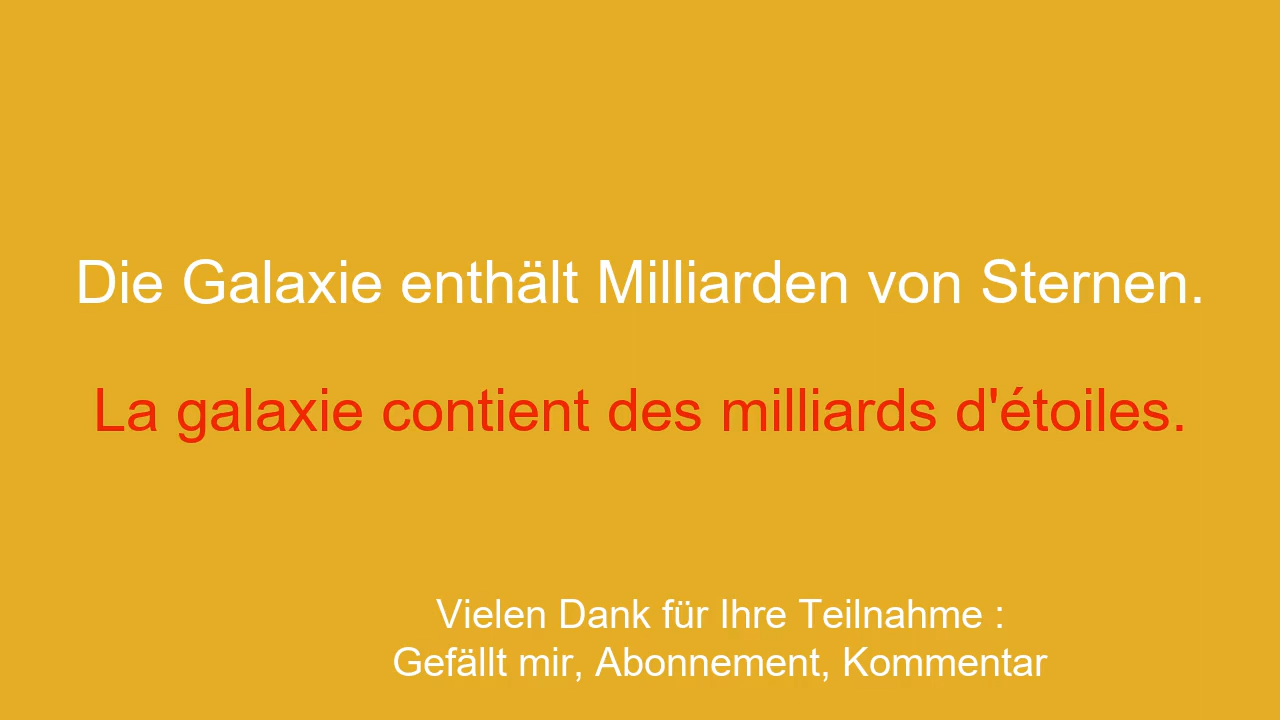 Die Galaxie enthält Milliarden von Sternen.
La galaxie contient des milliards d'étoiles.
Vielen Dank für Ihre Teilnahme :
Gefällt mir, Abonnement, Kommentar